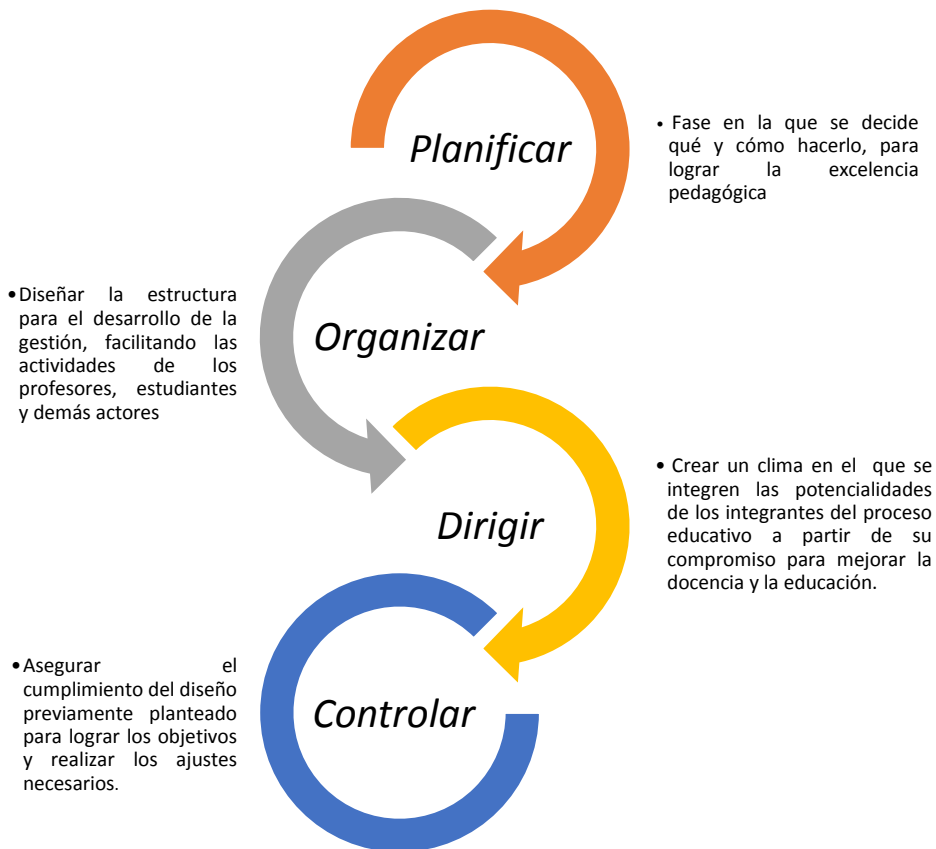 Planificar
• Fase en la que se decide
qué y cómo hacerlo, para
lograr la excelencia
pedagógica
Organizar
•Diseñar la estructura
para el desarrollo de la
gestión, facilitando las
actividades de los
profesores, estudiantes
y demás actores
Dirigir
• Crear un clima en el que se
integren las potencialidades
de los integrantes del proceso
educativo a partir de su
compromiso para mejorar la
docencia y la educación.
Controlar
•Asegurar el
cumplimiento del diseño
previamente planteado
para lograr los objetivos
y realizar los ajustes
necesarios.